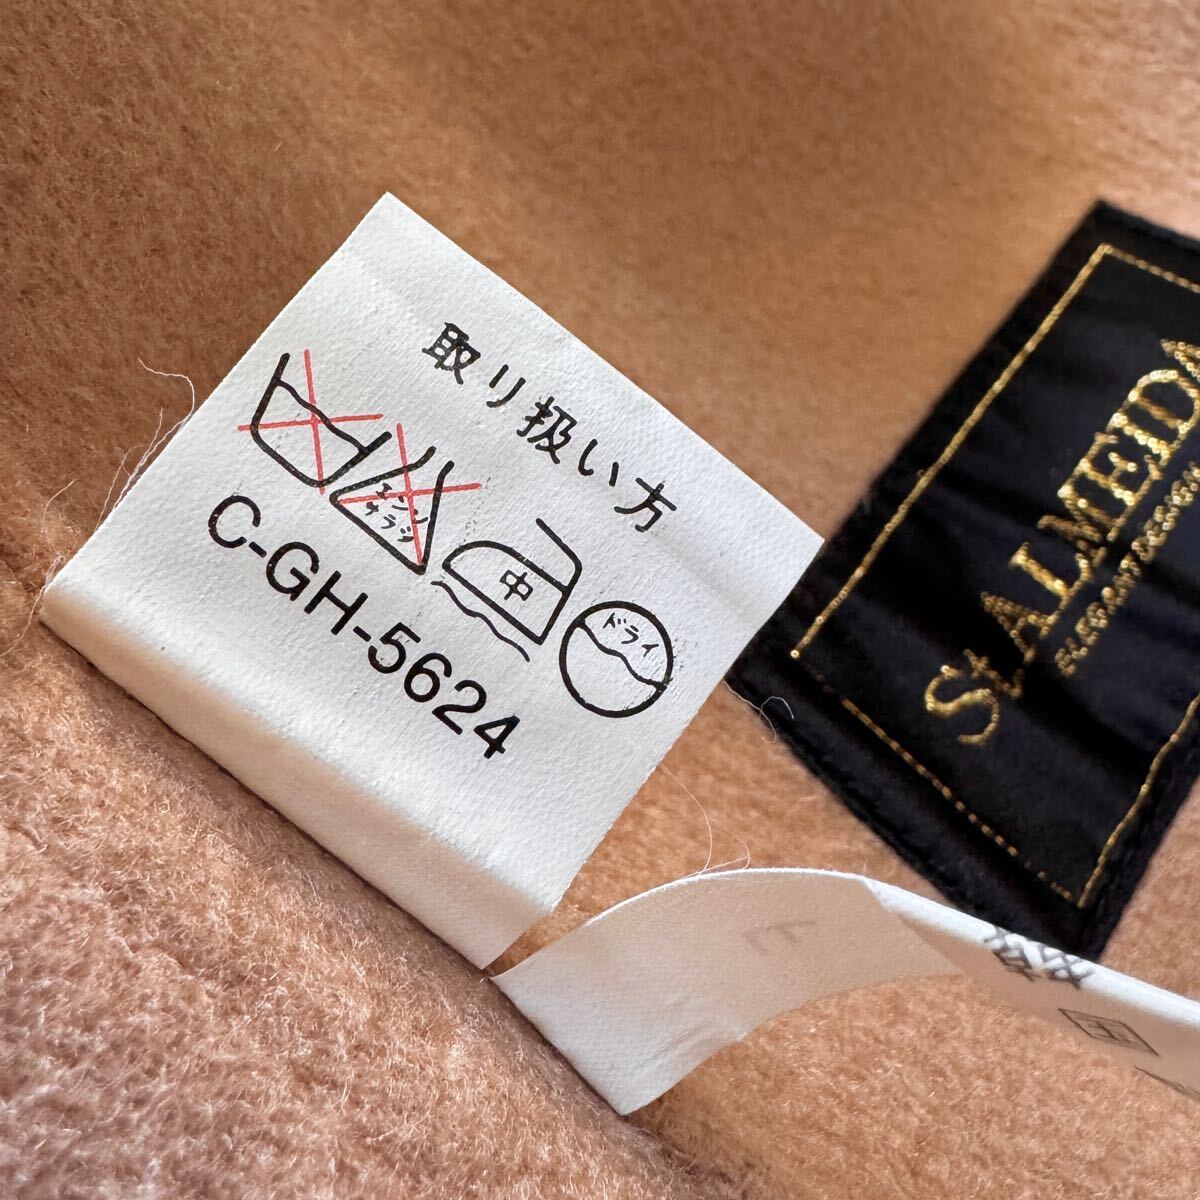 取り扱い方
エンソ
サラシ
中
ドライ
C-GH-5624
St.ALMEIDA